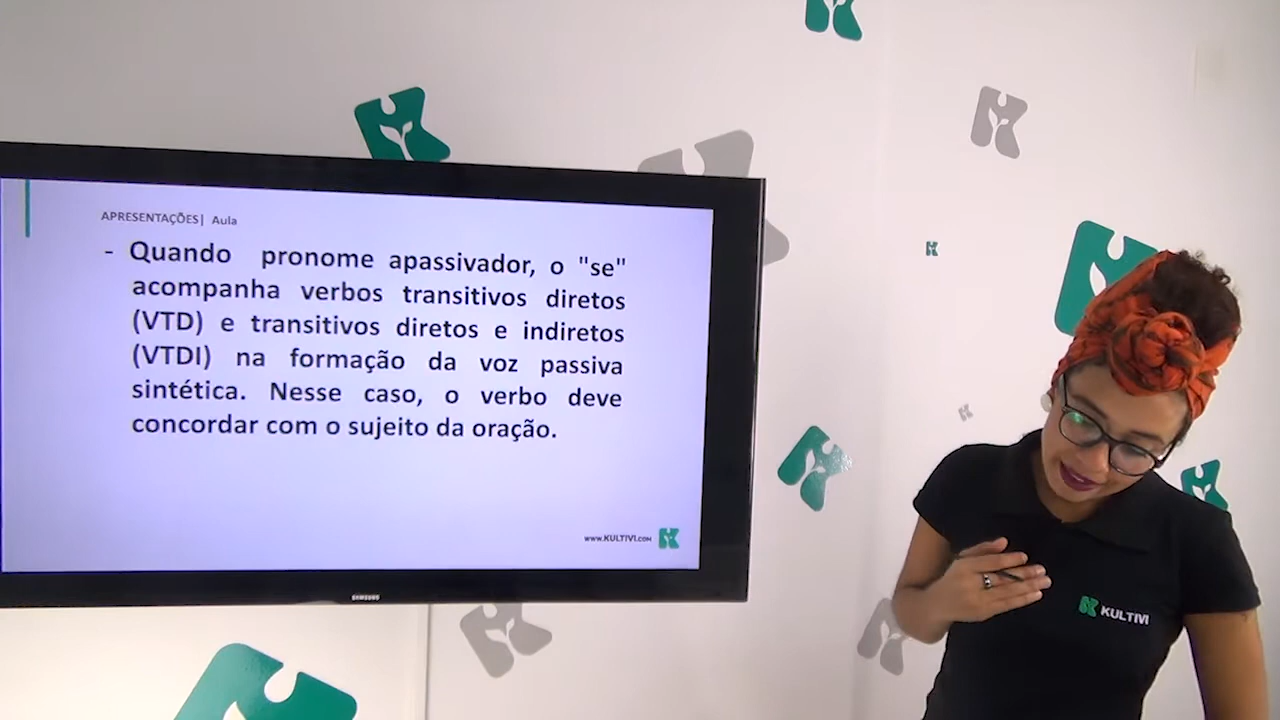 APRESENTAÇÕES| Aula
- Quando pronome apassivador, o "se"
acompanha verbos transitivos diretos
(VTD) e transitivos diretos e indiretos
(VTDI) na formação da voz passiva
sintética. Nesse caso, o verbo deve
concordar com o sujeito da oração.
www.KULTIVI.COM
SAMSUNG
KULTIVI